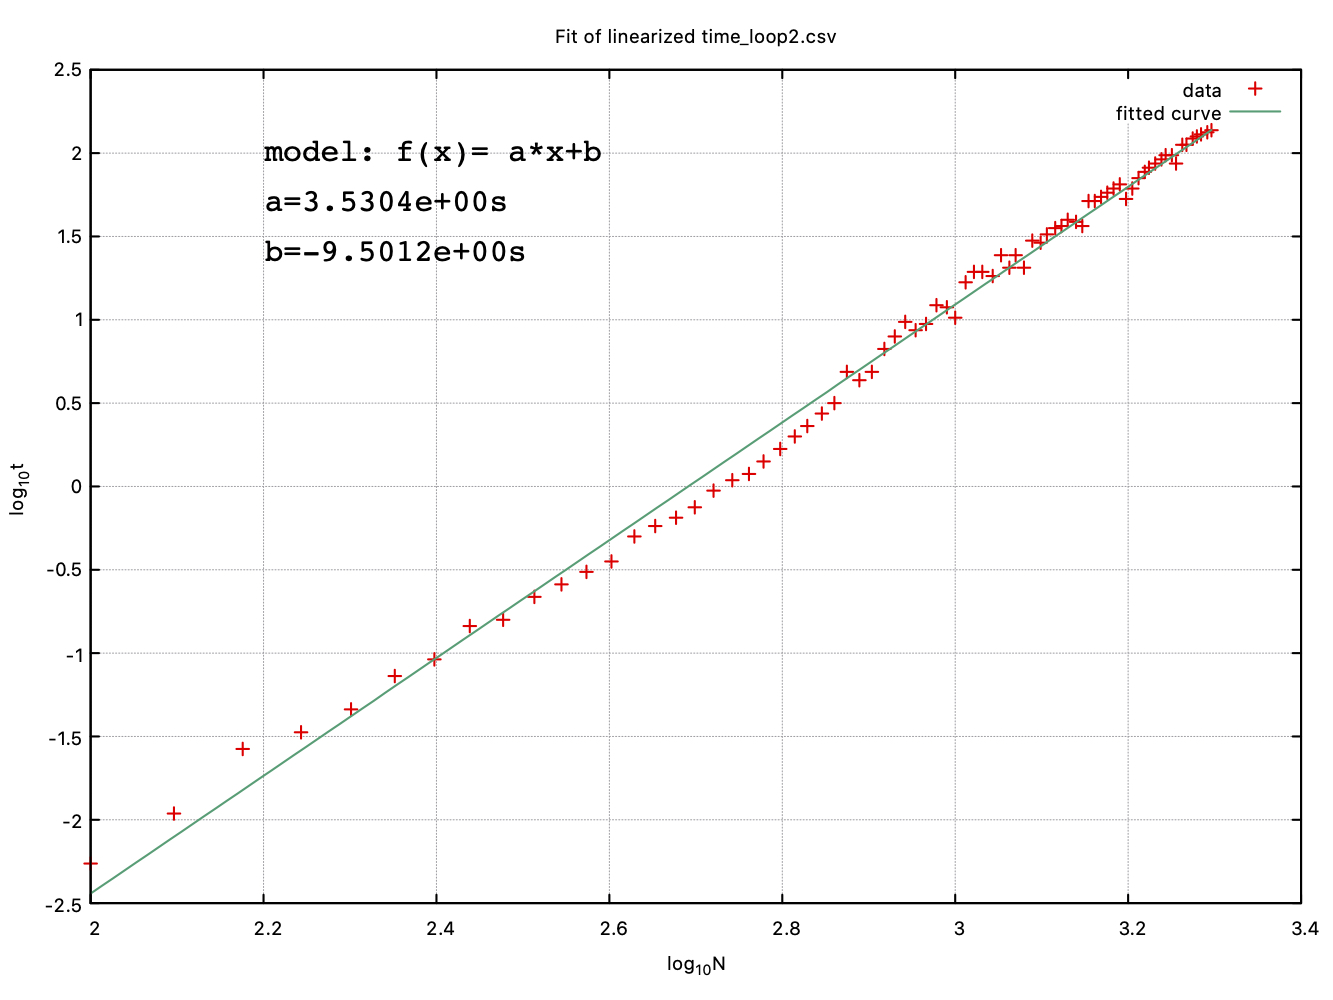 Fit of linearized time_loop2.csv
2.5
2
1.5
1
0.5
0
-0.5
-1
-1.5
-2
-2.5
log10t
data
fitted curve
model: f(x)= a*x+b
a=3.5304e+00s
b=-9.5012e+00s
2
2.2
2.4
2.6
2.8
3
3.2
3.4
log10N